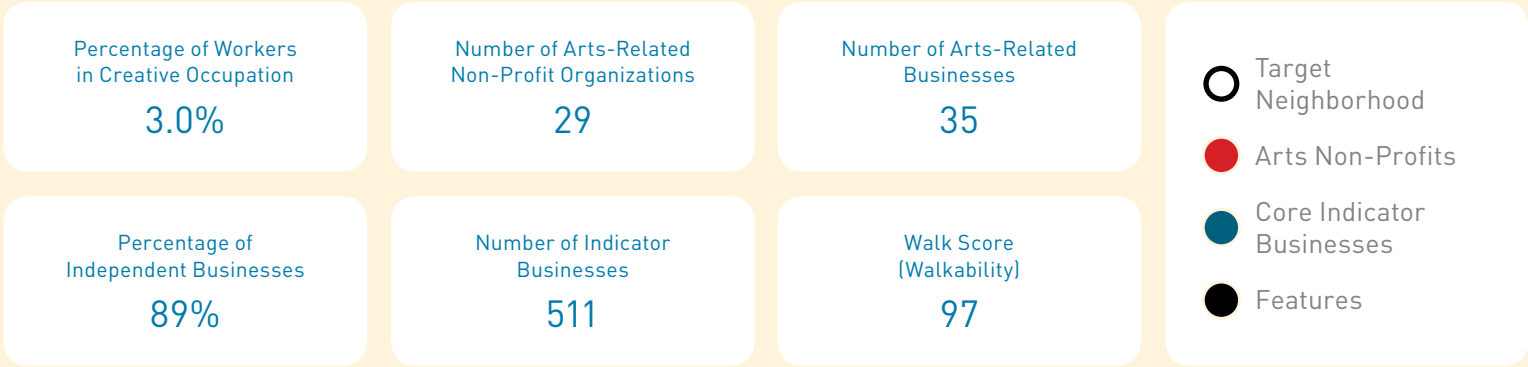 Percentage of Workers
in Creative Occupation
3.0%
Number of Arts-Related
Non-Profit Organizations
29
Number of Arts-Related
Businesses
35
Percentage of
Independent Businesses
89%
Number of Indicator
Businesses
511
Walk Score
(Walkability)
97
Target
Neighborhood
Arts Non-Profits
Core Indicator
Businesses
Features